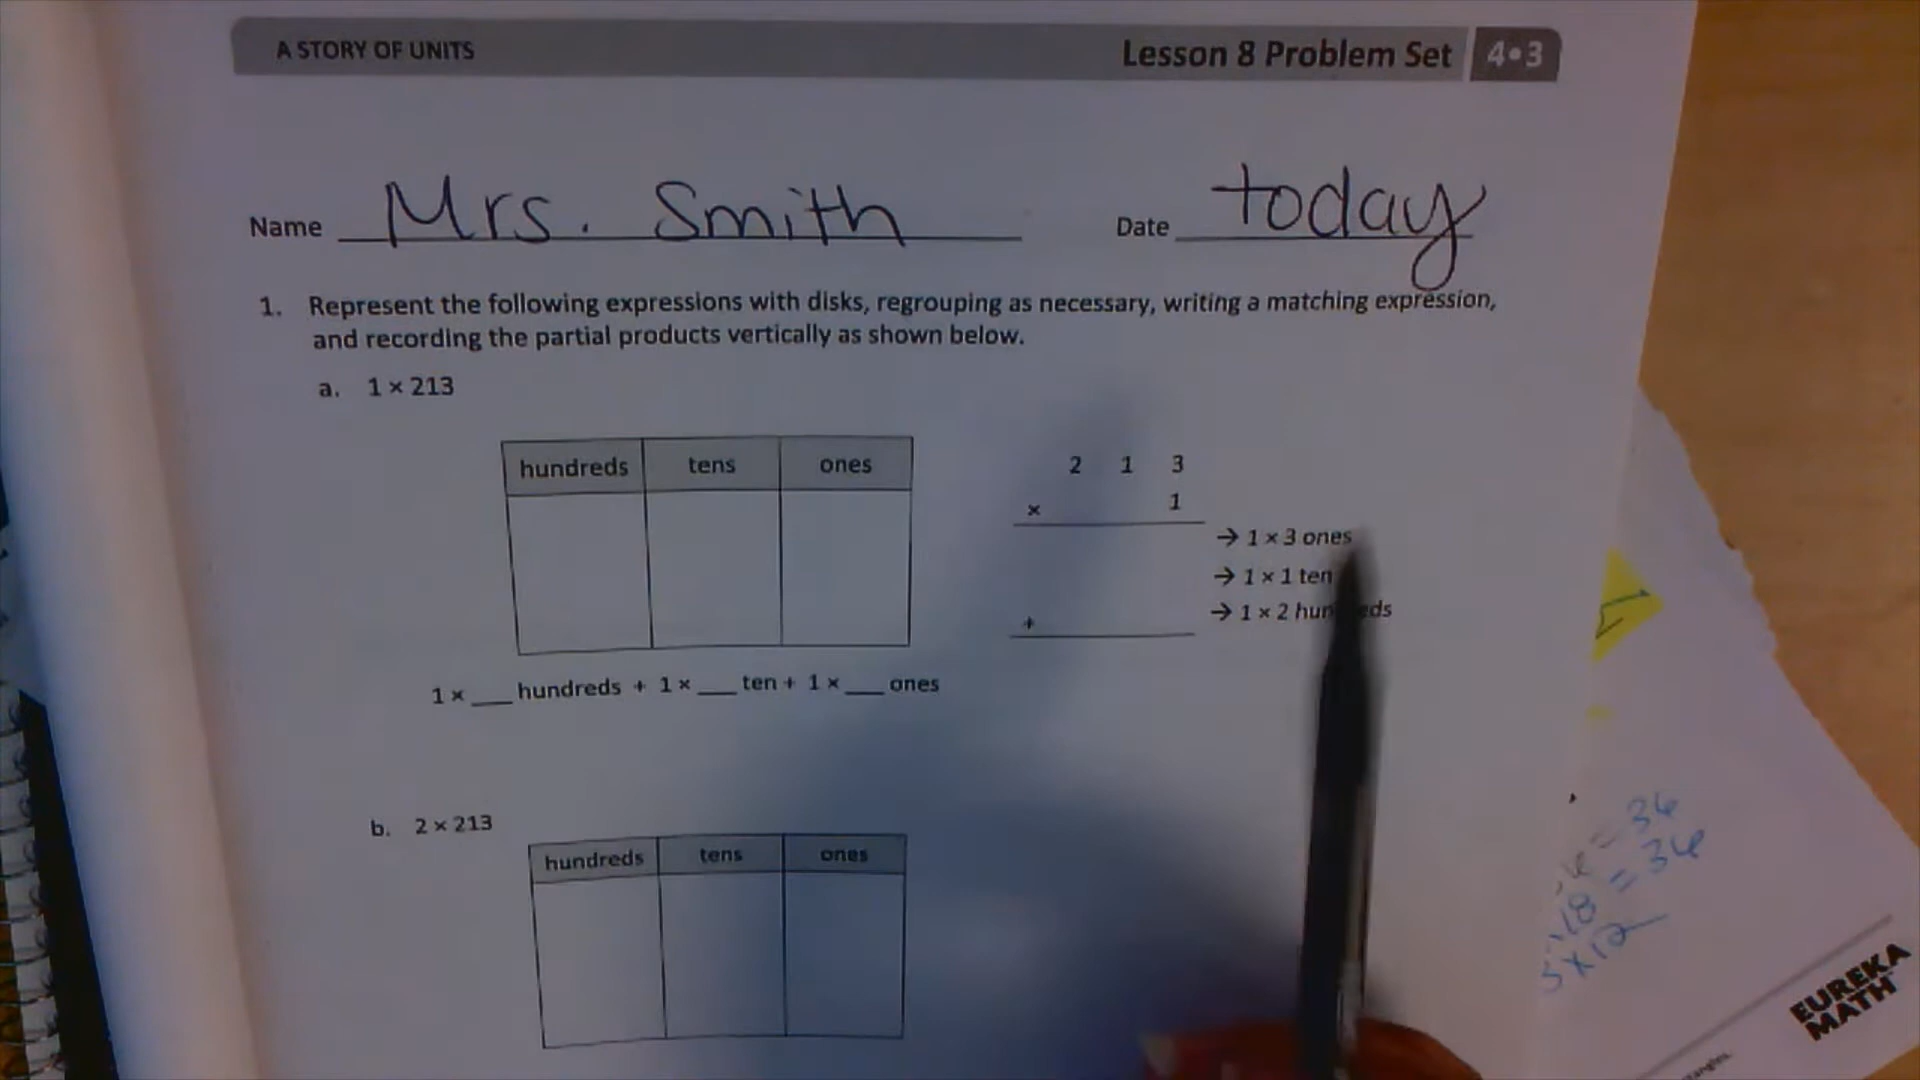 A STORY OF UNITS
Lesson 8 Problem Set 4•3
Name Mrs. Smith Date today
1. Represent the following expressions with disks, regrouping as necessary, writing a matching expression,
and recording the partial products vertically as shown below.
a. 1 × 213
hundreds tens ones
2 1 3
× 1
→ 1 × 3 ones
→ 1 × 1 ten
→ 1 × 2
+
1 × ___ hundreds + 1 × ___ ten + 1 × ___ ones
b. 2 × 213
hundreds tens ones
= 36
18 = 36
× 12
EUREKA
MATH